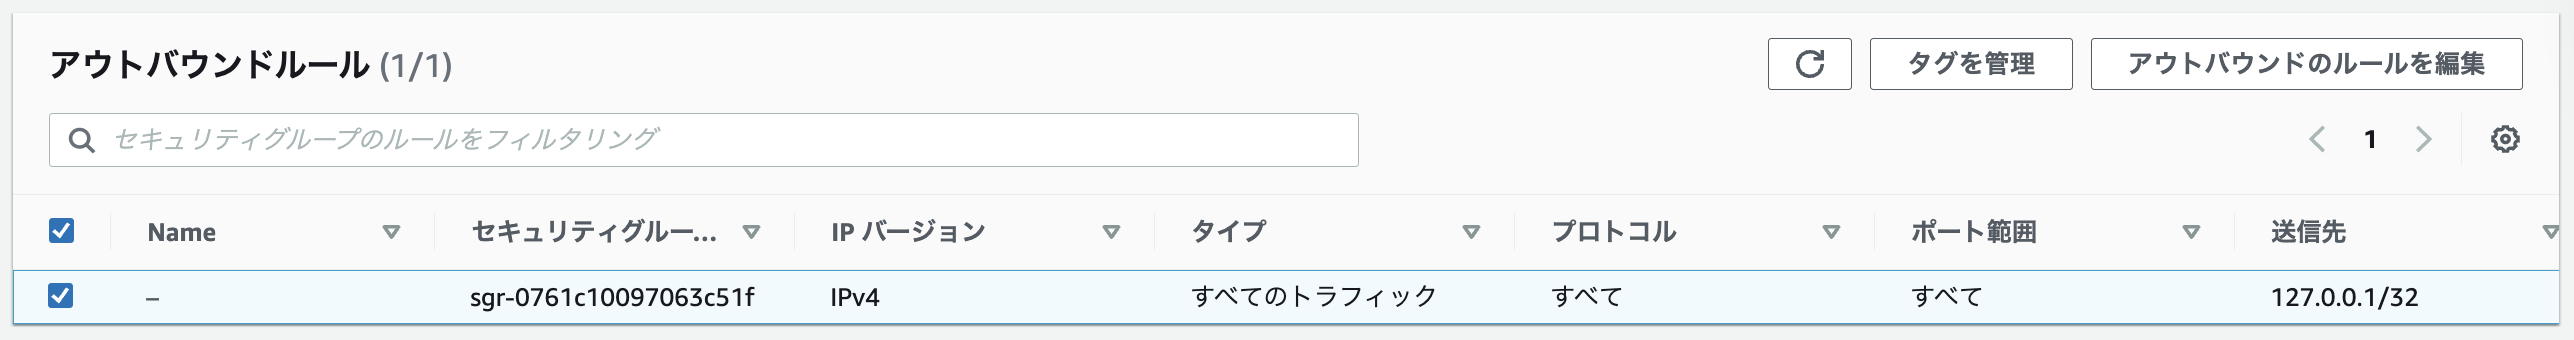 アウトバウンドルール (1/1)
タグを管理
アウトバウンドのルールを編集
セキュリティグループのルールをフィルタリング
1
Name セキュリティグルー... IP バージョン タイプ プロトコル ポート範囲 送信先
– sgr-0761c10097063c51f IPv4 すべてのトラフィック すべて すべて 127.0.0.1/32